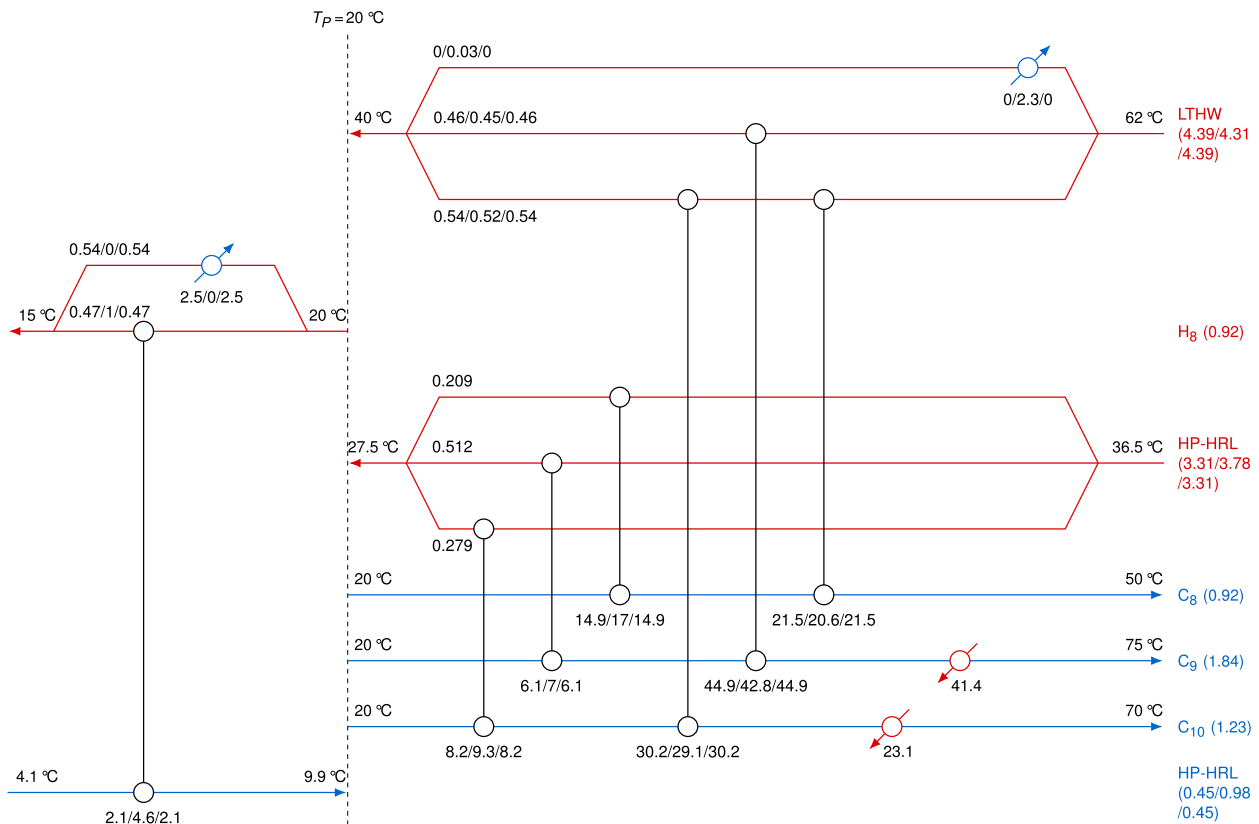 T_P = 20 °C
0/0.03/0
0/2.3/0
40 °C
0.46/0.45/0.46
62 °C
LTHW
(4.39/4.31
/4.39)
0.54/0.52/0.54
0.54/0/0.54
2.5/0/2.5
15 °C
0.47/1/0.47
20 °C
H_8 (0.92)
0.209
27.5 °C
0.512
36.5 °C
HP-HRL
(3.31/3.78
/3.31)
0.279
20 °C
50 °C
C_8 (0.92)
14.9/17/14.9
21.5/20.6/21.5
20 °C
75 °C
C_9 (1.84)
6.1/7/6.1
44.9/42.8/44.9
41.4
20 °C
70 °C
C_10 (1.23)
8.2/9.3/8.2
30.2/29.1/30.2
23.1
4.1 °C
9.9 °C
HP-HRL
(0.45/0.98
/0.45)
2.1/4.6/2.1